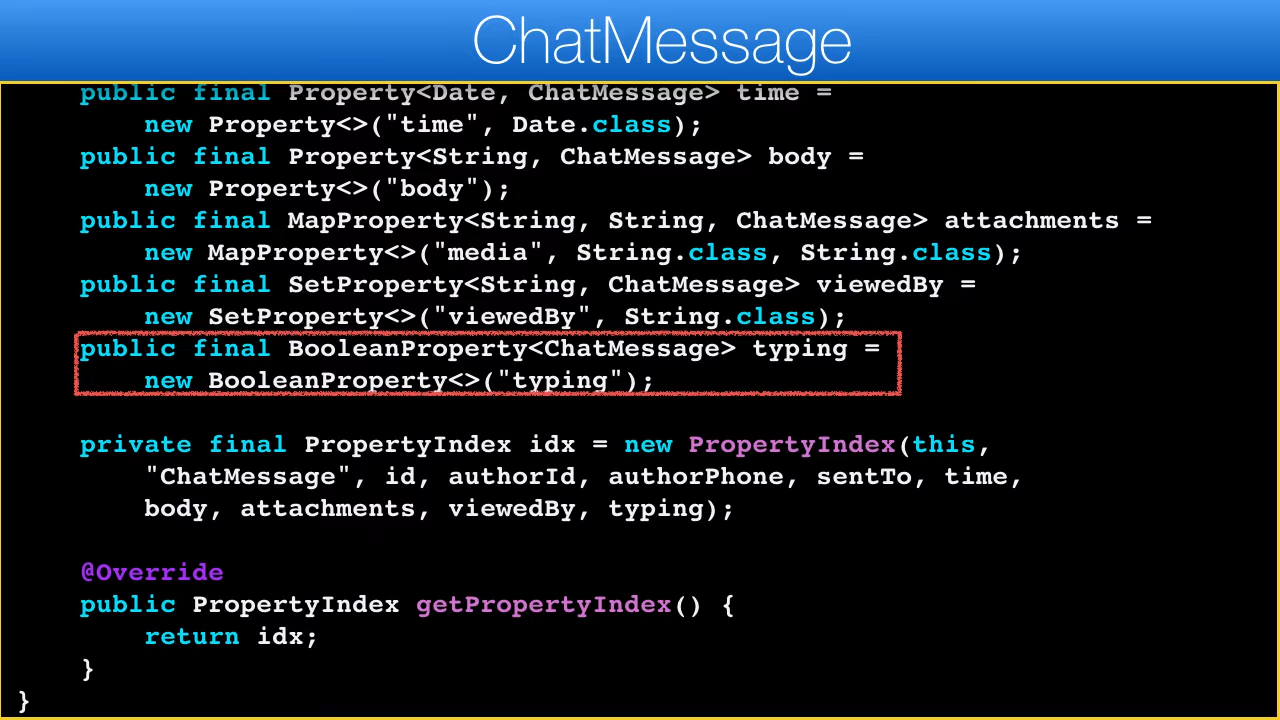 ChatMessage
public final Property<Date, ChatMessage> time =
new Property<>("time", Date.class);
public final Property<String, ChatMessage> body =
new Property<>("body");
public final MapProperty<String, String, ChatMessage> attachments =
new MapProperty<>("media", String.class, String.class);
public final SetProperty<String, ChatMessage> viewedBy =
new SetProperty<>("viewedBy", String.class);
public final BooleanProperty<ChatMessage> typing =
new BooleanProperty<>("typing");
private final PropertyIndex idx = new PropertyIndex(this,
"ChatMessage", id, authorId, authorPhone, sentTo, time,
body, attachments, viewedBy, typing);
@Override
public PropertyIndex getPropertyIndex() {
return idx;
}
}